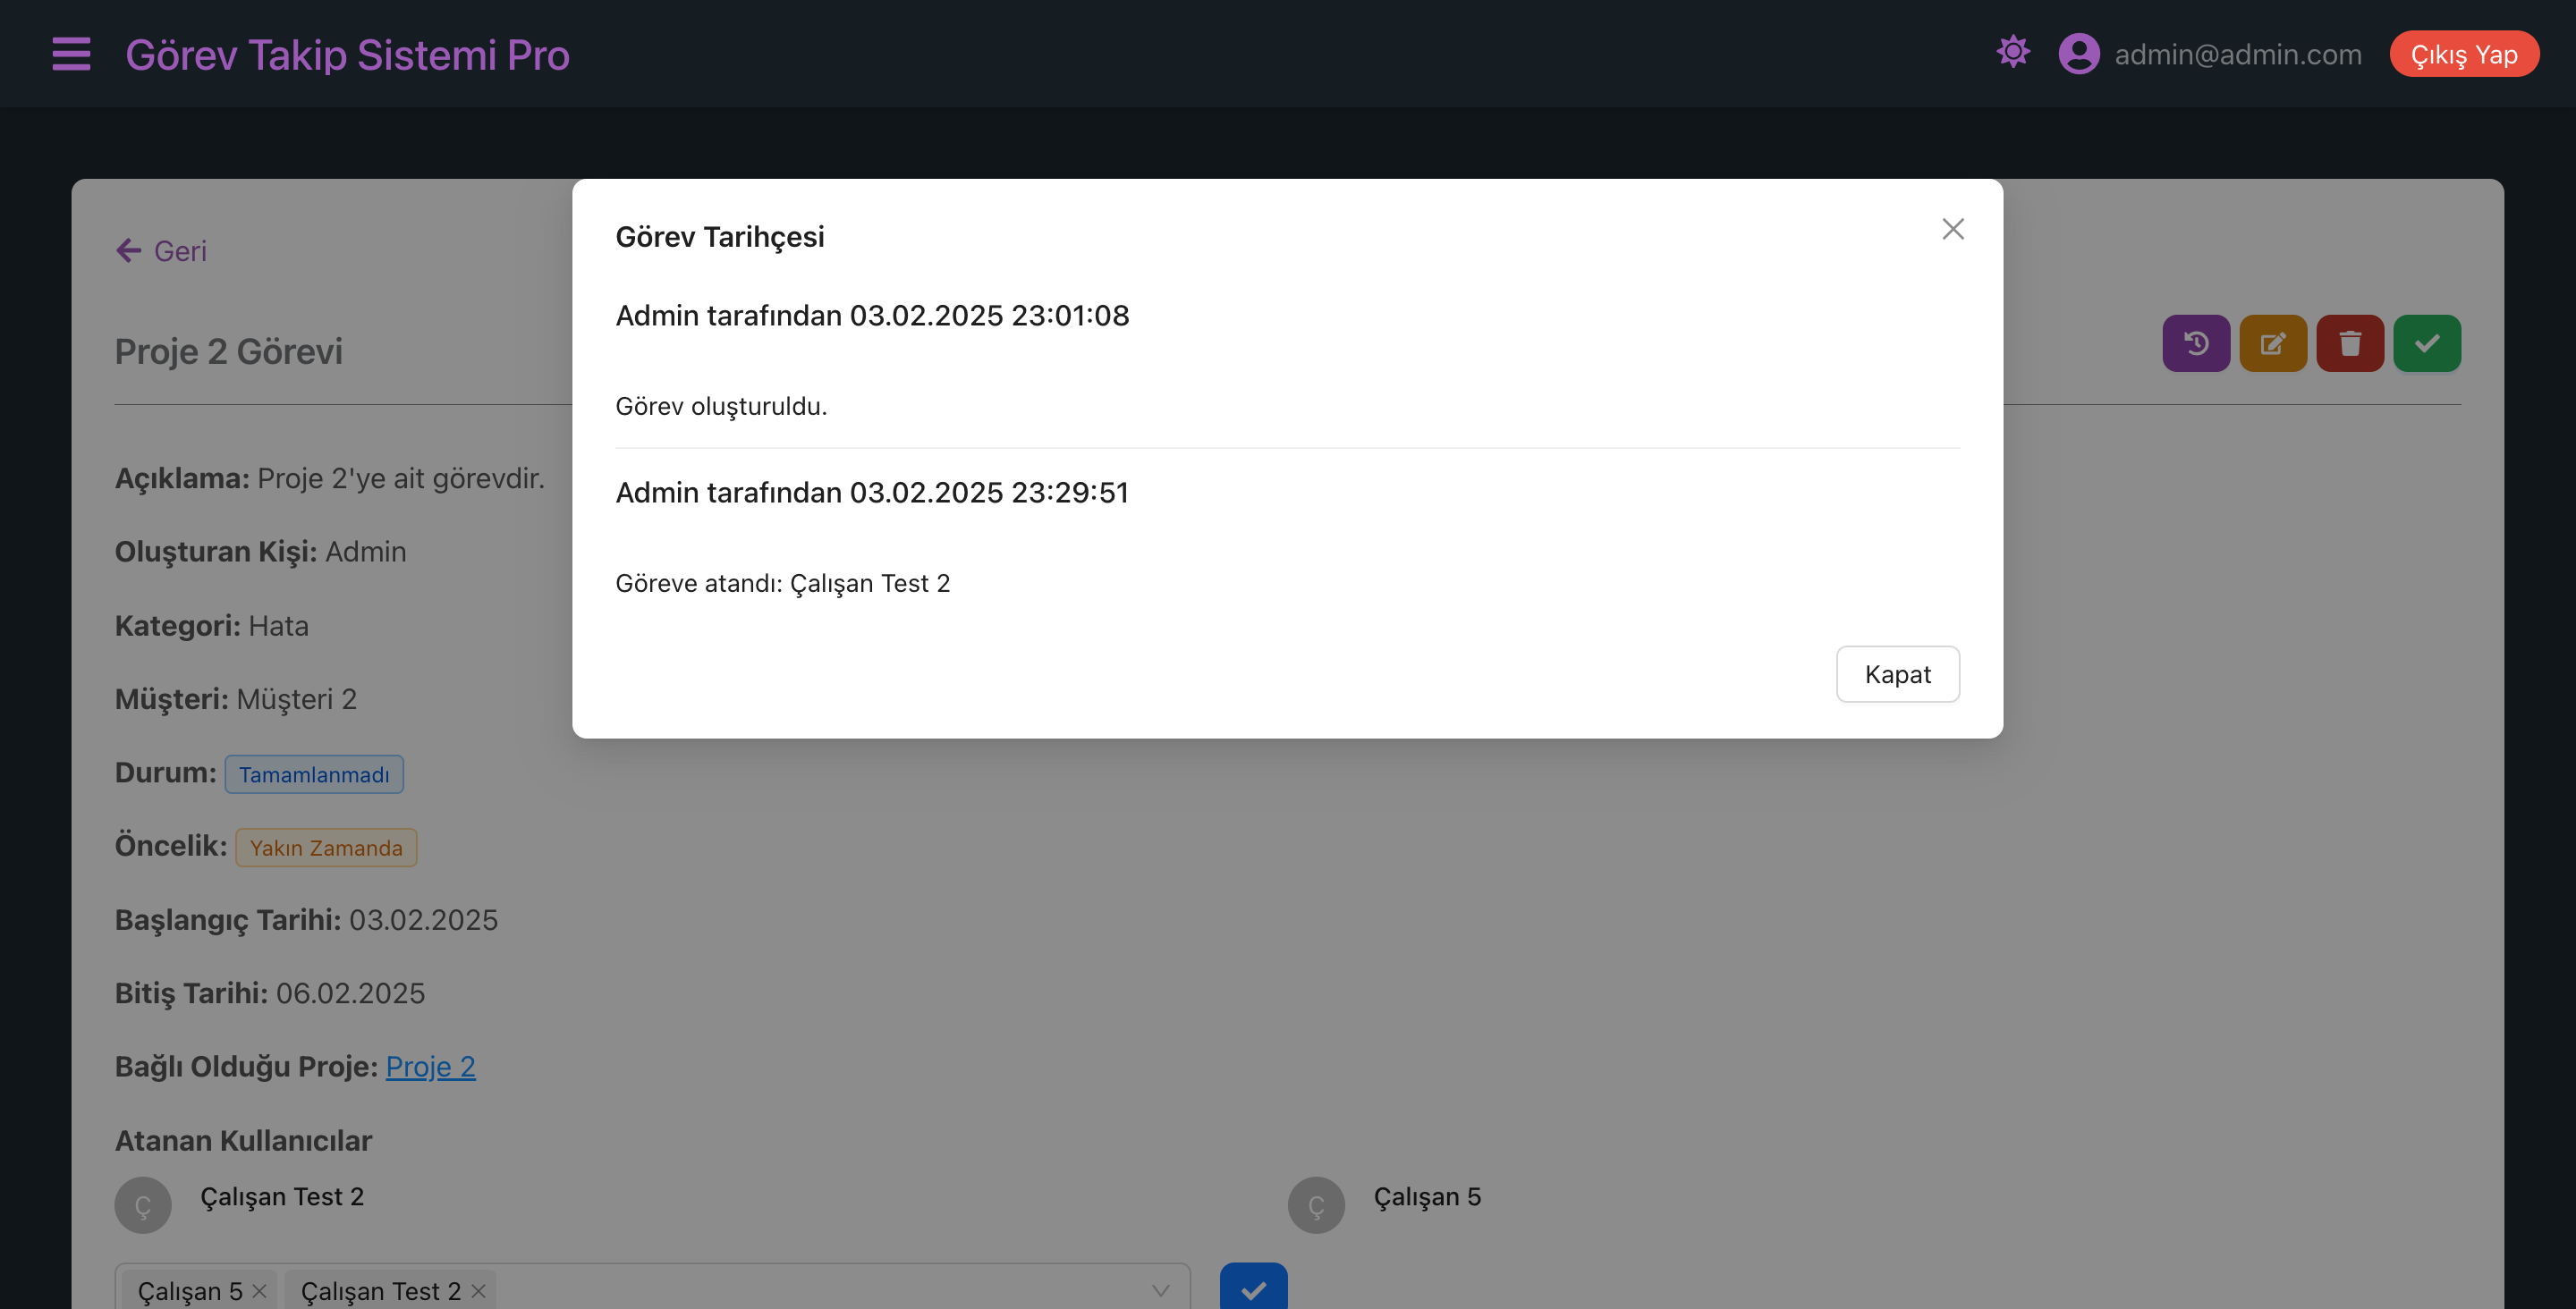 Görev Takip Sistemi Pro
admin@admin.com
Çıkış Yap
Geri
Proje 2 Görevi
Açıklama: Proje 2'ye ait görevdir.
Oluşturan Kişi: Admin
Kategori: Hata
Müşteri: Müşteri 2
Durum: Tamamlanmadı
Öncelik: Yakın Zamanda
Başlangıç Tarihi: 03.02.2025
Bitiş Tarihi: 06.02.2025
Bağlı Olduğu Proje: Proje 2
Atanan Kullanıcılar
Ç Çalışan Test 2
Ç Çalışan 5
Çalışan 5 Çalışan Test 2
Görev Tarihçesi
Admin tarafından 03.02.2025 23:01:08
Görev oluşturuldu.
Admin tarafından 03.02.2025 23:29:51
Göreve atandı: Çalışan Test 2
Kapat